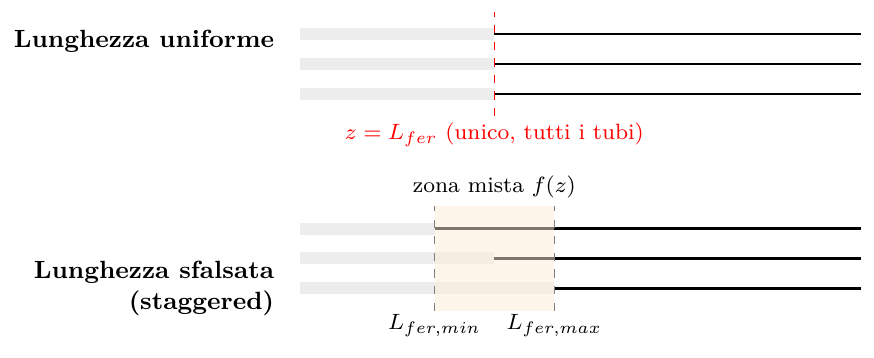 Lunghezza uniforme
z = L_{fer} (unico, tutti i tubi)
zona mista f(z)
Lunghezza sfalsata
(staggered)
L_{fer,min} L_{fer,max}